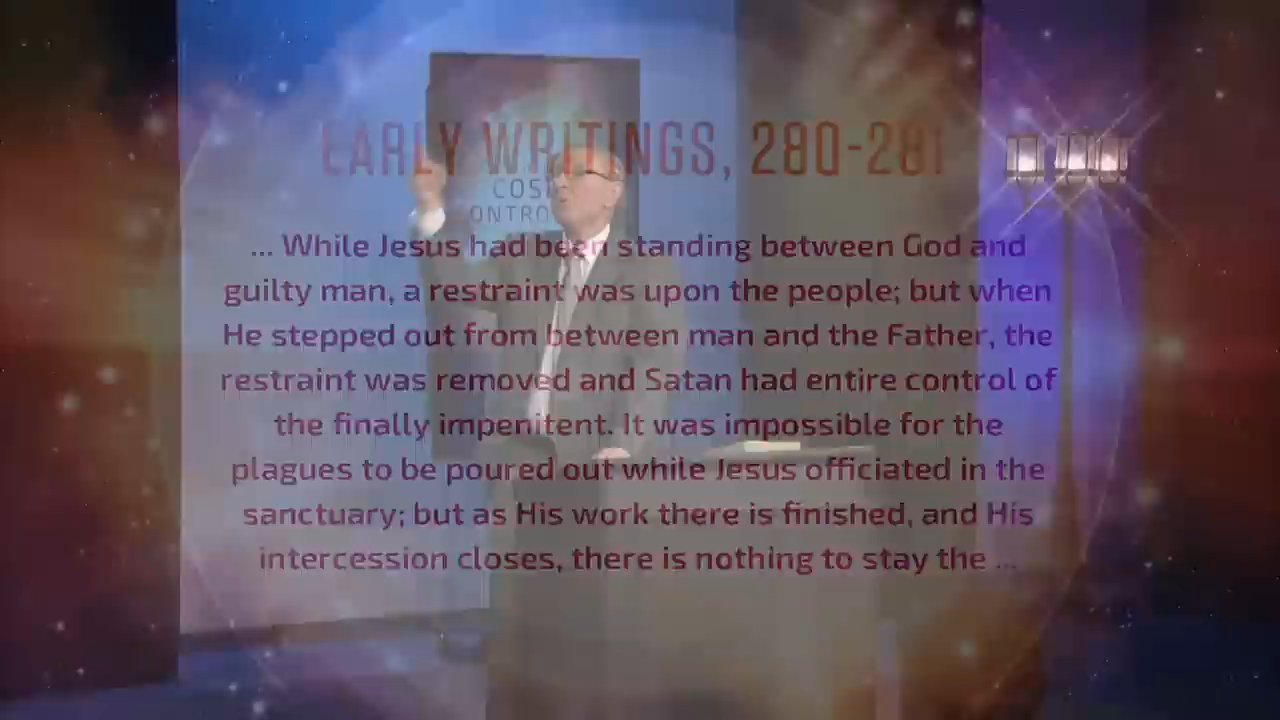 EARLY WRITINGS, 280-281
COS
ONTRO
... While Jesus had been standing between God and
guilty man, a restraint was upon the people; but when
He stepped out from between man and the Father, the
restraint was removed and Satan had entire control of
the finally impenitent. It was impossible for the
plagues to be poured out while Jesus officiated in the
sanctuary; but as His work there is finished, and His
intercession closes, there is nothing to stay the ...